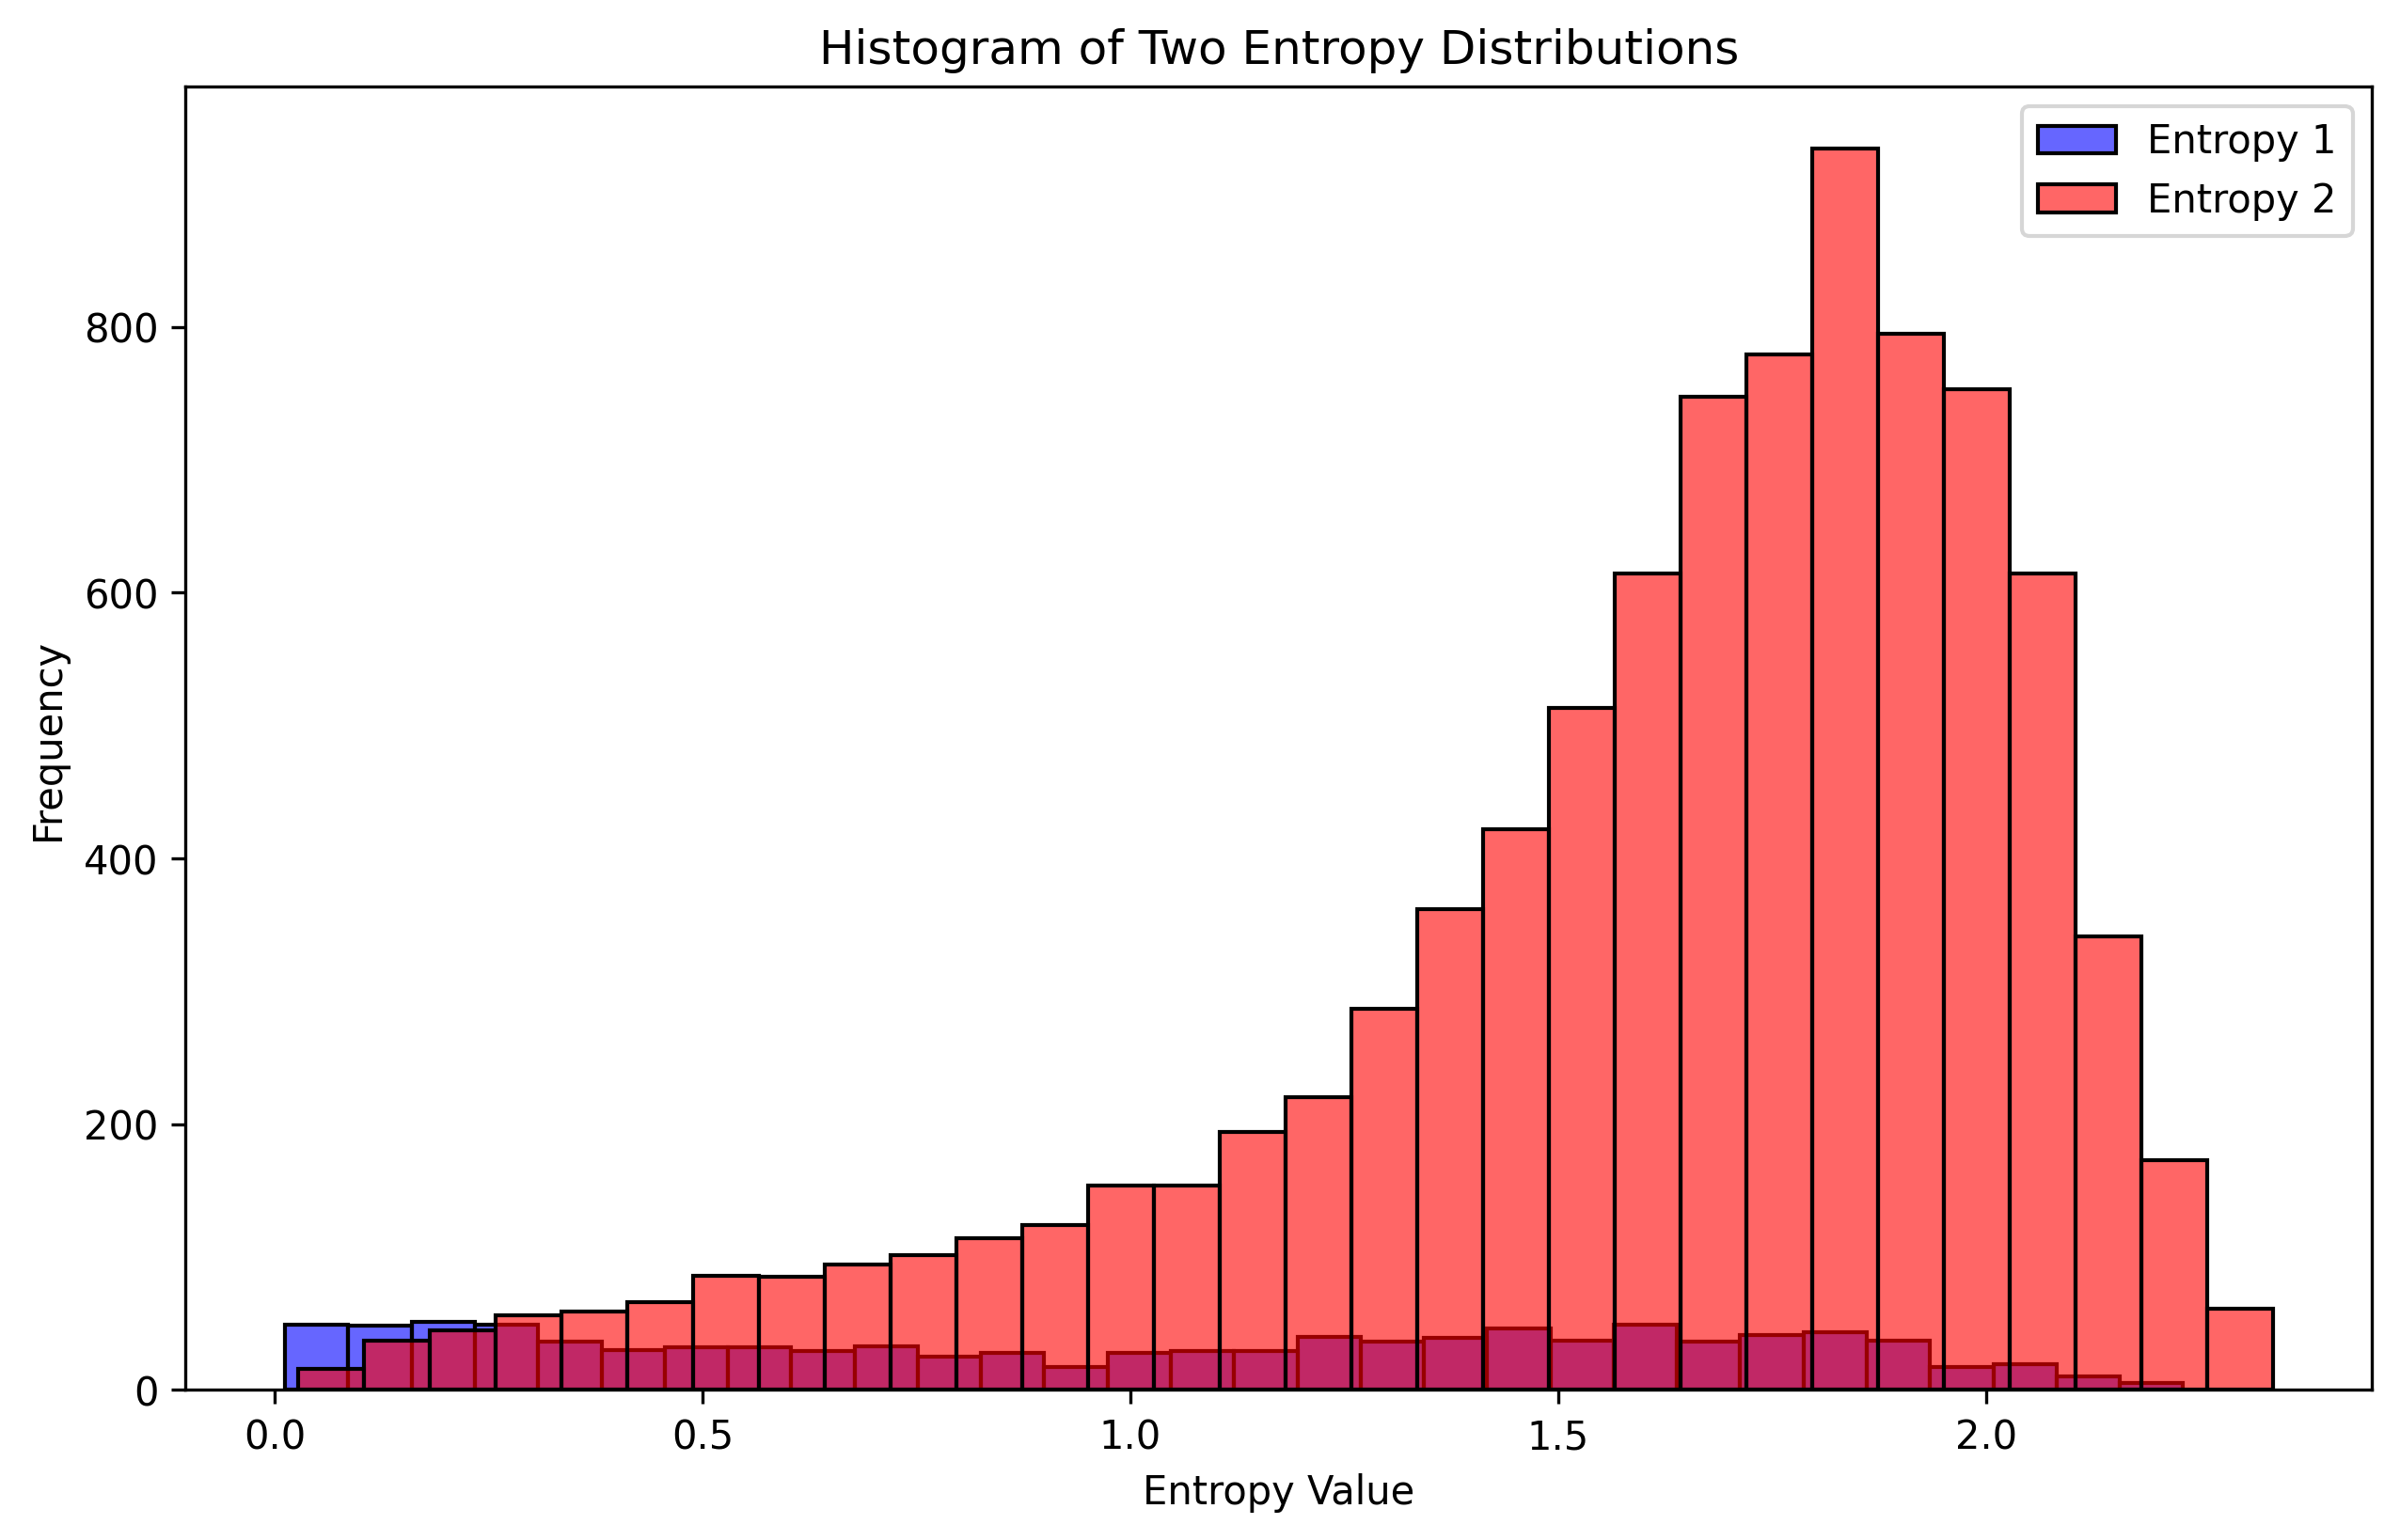 Histogram of Two Entropy Distributions
Entropy 1
Entropy 2
800
600
400
200
0
Frequency
0.0 0.5 1.0 1.5 2.0
Entropy Value